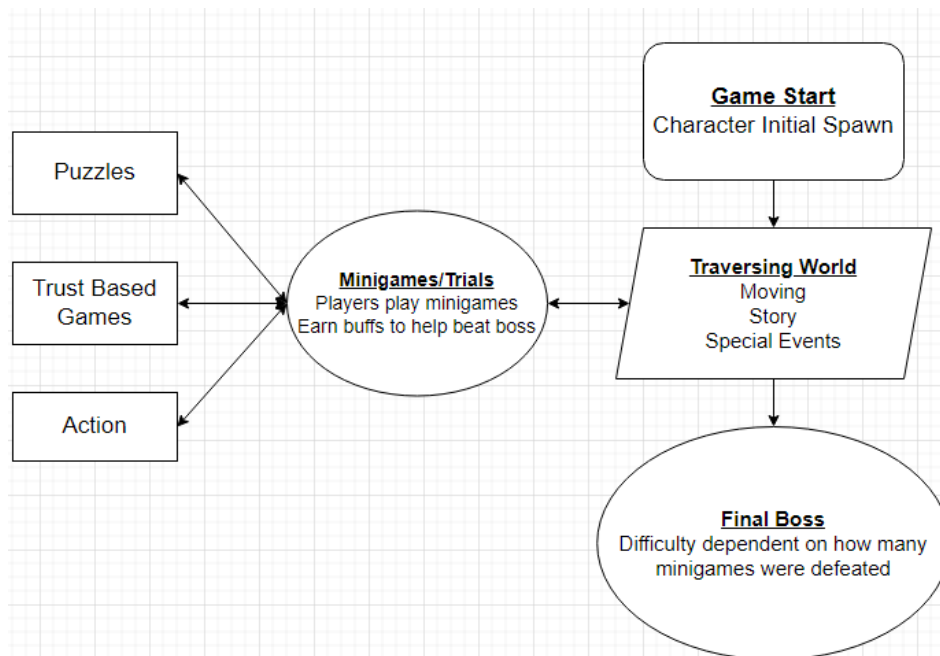 Game Start
Character Initial Spawn
Puzzles
Trust Based
Games
Action
Minigames/Trials
Players play minigames
Earn buffs to help beat boss
Traversing World
Moving
Story
Special Events
Final Boss
Difficulty dependent on how many
minigames were defeated